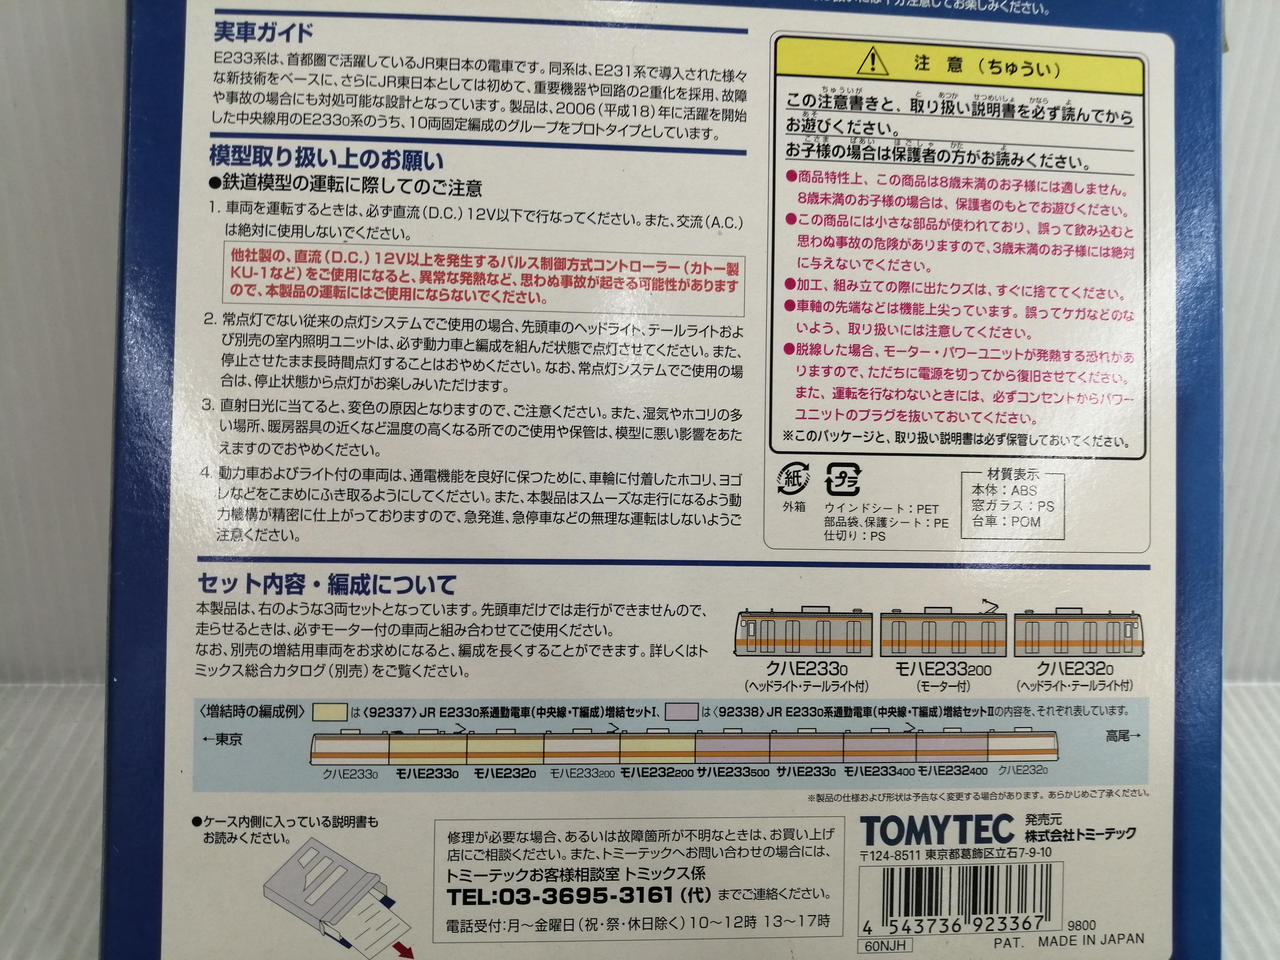 実車ガイド
E233系は、首都圏で活躍しているJR東日本の電車です。同系は、E231系で導入された様々
な新技術をベースに、さらにJR東日本としては初めて、重要機器や回路の2重化を採用、故障
や事故の場合にも対処可能な設計となっています。製品は、2006(平成18)年に活躍を開始
した中央線用のE2330系のうち、10両固定編成のグループをプロトタイプとしています。
模型取り扱い上のお願い
●鉄道模型の運転に際してのご注意
1. 車両を運転するときは、必ず直流(D.C.)12V以下で行なってください。また、交流(A.C.)
は絶対に使用しないでください。
他社製の、直流(D.C.)12V以上を発生するパルス制御方式コントローラー(カトー製
KU-1など)をご使用になると、異常な発熱など、思わぬ事故が起きる可能性があります
ので、本製品の運転にはご使用にならないでください。
2. 常点灯でない従来の点灯システムでご使用の場合、先頭車のヘッドライト、テールライトおよ
び別売の室内照明ユニットは、必ず動力車と編成を組んだ状態で点灯させてください。また、
停止させたまま長時間点灯することはおやめください。なお、常点灯システムでご使用の場
合は、停止状態から点灯がお楽しみいただけます。
3. 直射日光に当てると、変色の原因となりますので、ご注意ください。また、湿気やホコリの多
い場所、暖房器具の近くなど温度の高くなる所でのご使用や保管は、模型に悪い影響をあた
えますのでおやめください。
4. 動力車およびライト付の車両は、通電機能を良好に保つために、車輪に付着したホコリ、ヨゴ
レなどをこまめにふき取るようにしてください。また、本製品はスムーズな走行になるよう動
力機構が精密に仕上がっておりますので、急発進、急停車などの無理な運転はしないようご
注意ください。
注 意 (ちゅうい)
この注意書きと、取り扱い説明書を必ず読んでから
お遊びください。
お子様の場合は保護者の方がお読みください。
●商品特性上、この商品は8歳未満のお子様には適しません。
8歳未満のお子様の場合は、保護者のもとでお遊びください。
●この商品には小さな部品が使われており、誤って飲み込むと
思わぬ事故の危険がありますので、3歳未満のお子様には絶対
に与えないでください。
●加工、組み立ての際に出たクズは、すぐに捨ててください。
●車軸の先端などは機能上尖っています。誤ってケガなどのな
いよう、取り扱いには注意してください。
●脱線した場合、モーター・パワーユニットが発熱する恐れがあ
りますので、ただちに電源を切ってから復旧させてください。
また、運転を行なわないときには、必ずコンセントからパワー
ユニットのプラグを抜いておいてください。
※このパッケージと、取り扱い説明書は必ず保管しておいてください。
紙
外箱
プラ
ウインドシート:PET
部品袋、保護シート:PE
仕切り:PS
材質表示
本体:ABS
窓ガラス:PS
台車:POM
セット内容・編成について
本製品は、右のような3両セットとなっています。先頭車だけでは走行ができませんので、
走らせるときは、必ずモーター付の車両と組み合わせてご使用ください。
なお、別売の増結用車両をお求めになると、編成を長くすることができます。詳しくはト
ミックス総合カタログ(別売)をご覧ください。
クハE2330
(ヘッドライト・テールライト付)
モハE233200
(モーター付)
クハE2320
(ヘッドライト・テールライト付)
〈増結時の編成例〉 は〈92337〉JR E2330系通勤電車(中央線・T編成)増結セットI、 は〈92338〉JR E2330系通勤電車(中央線・T編成)増結セットIIの内容を、それぞれ表しています。
←東京
高尾→
クハE2330 モハE2330 モハE2320 モハE233200 モハE232200 サハE233500 サハE2330 モハE233400 モハE232400 クハE2320
※製品の仕様および形状は予告なく変更する場合があります。あらかじめご了承ください。
●ケース内側に入っている説明書も
お読みください。
修理が必要な場合、あるいは故障箇所が不明なときは、お買い上げ
店にご相談ください。また、トミーテックへお問い合わせの場合には、
トミーテックお客様相談室 トミックス係
TEL:03-3695-3161(代)までご連絡ください。
電話受付:月〜金曜日(祝・祭・休日除く)10〜12時 13〜17時
TOMYTEC 発売元
株式会社トミーテック
〒124-8511 東京都葛飾区立石7-9-10
4 543736 923367
9800
60NJH
PAT. MADE IN JAPAN